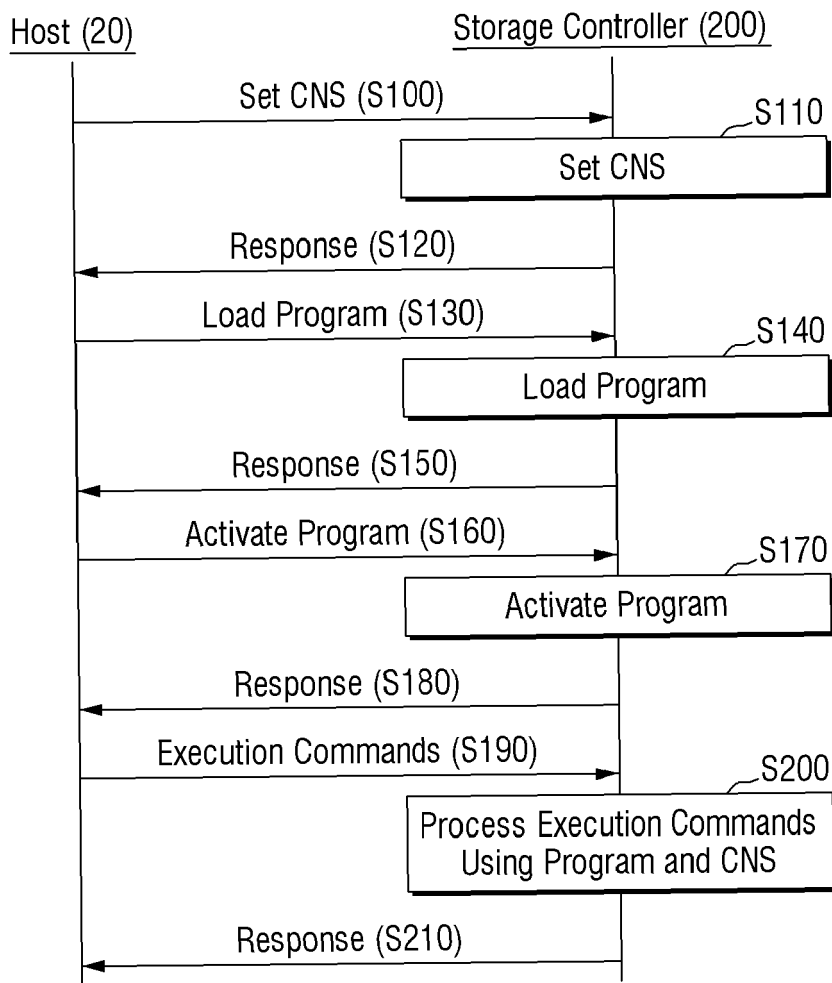 Host (20)
Storage Controller (200)
Set CNS (S100)
S110
Set CNS
Response (S120)
Load Program (S130)
S140
Load Program
Response (S150)
Activate Program (S160)
S170
Activate Program
Response (S180)
Execution Commands (S190)
S200
Process Execution Commands
Using Program and CNS
Response (S210)